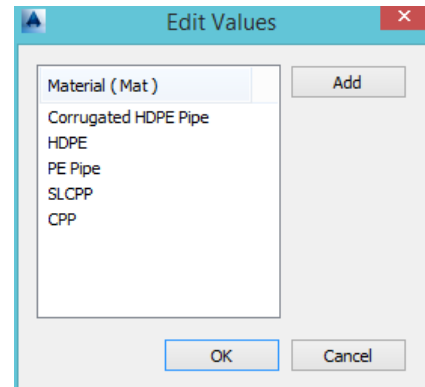 Edit Values
Material ( Mat )
Add
Corrugated HDPE Pipe
HDPE
PE Pipe
SLCPP
CPP
OK
Cancel